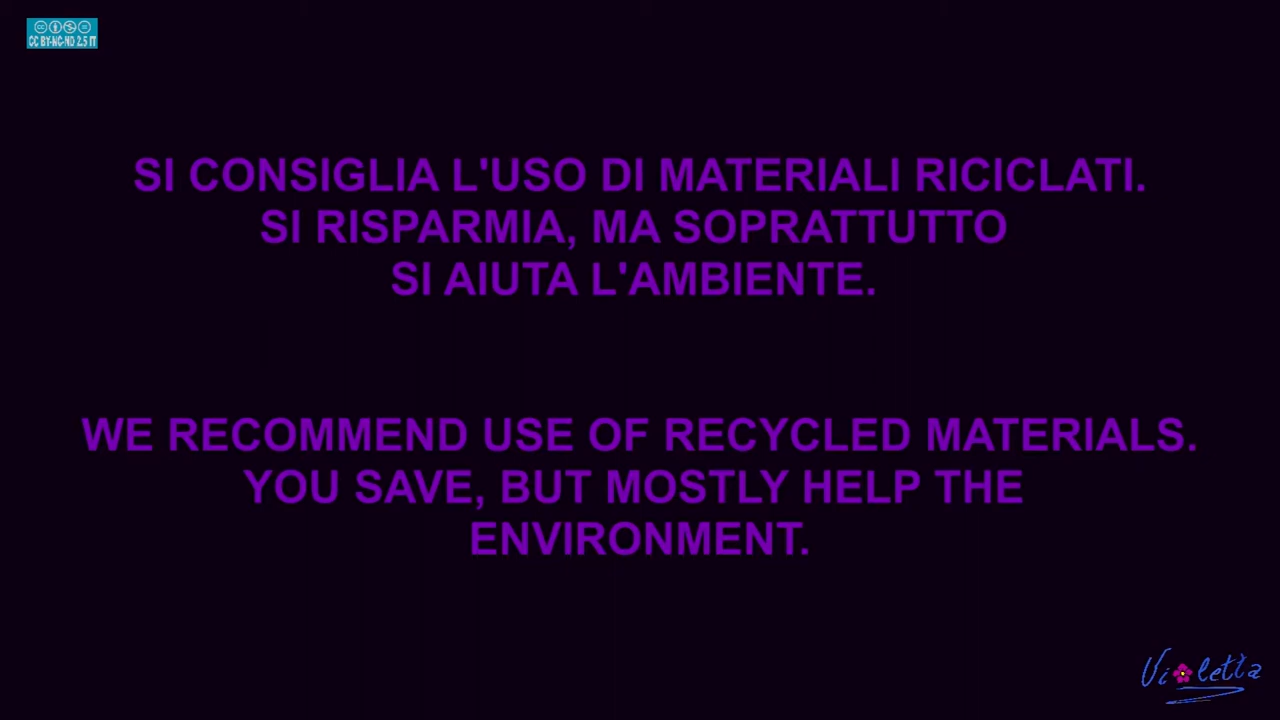 CC BY-NC-ND 2.5 IT
SI CONSIGLIA L'USO DI MATERIALI RICICLATI.
SI RISPARMIA, MA SOPRATTUTTO
SI AIUTA L'AMBIENTE.
WE RECOMMEND USE OF RECYCLED MATERIALS.
YOU SAVE, BUT MOSTLY HELP THE
ENVIRONMENT.
Violetta